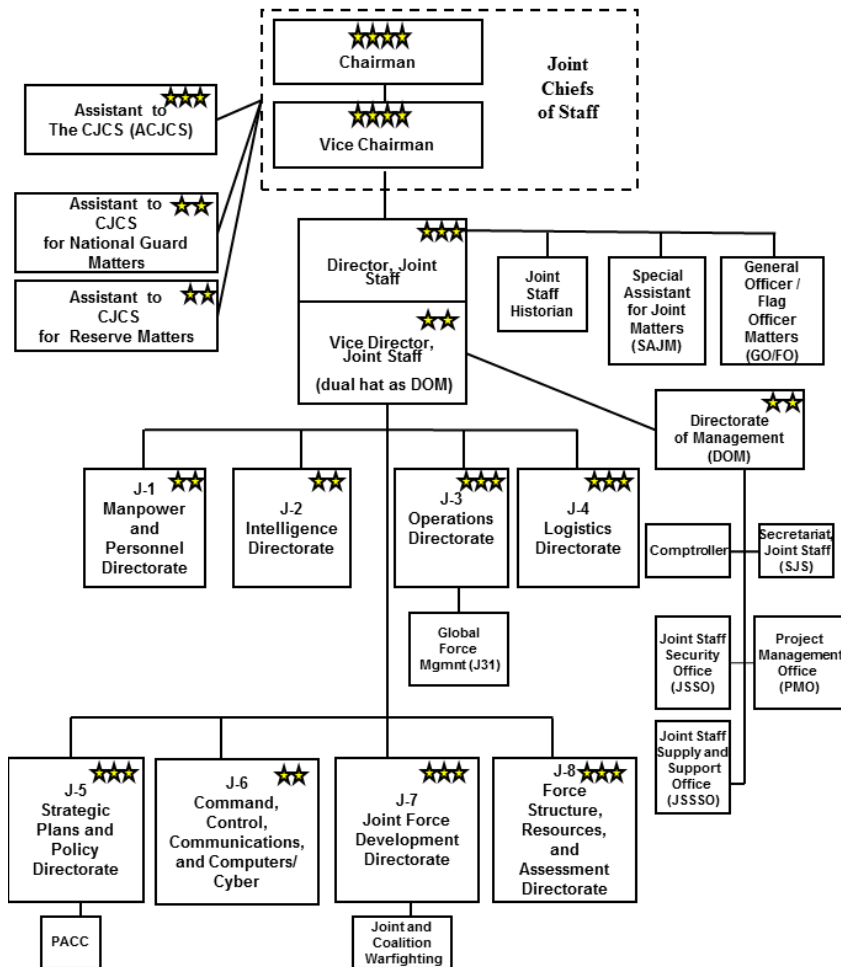 Chairman
Joint
Chiefs
of Staff
Vice Chairman
Assistant to
The CJCS (ACJCS)
Assistant to
CJCS
for National Guard
Matters
Assistant to
CJCS
for Reserve Matters
Director, Joint
Staff
Vice Director,
Joint Staff
(dual hat as DOM)
Joint
Staff
Historian
Special
Assistant
for Joint
Matters
(SAJM)
General
Officer /
Flag
Officer
Matters
(GO/FO)
Directorate
of Management
(DOM)
J-1
Manpower
and
Personnel
Directorate
J-2
Intelligence
Directorate
J-3
Operations
Directorate
J-4
Logistics
Directorate
Global
Force
Mgmnt (J31)
Comptroller
Secretariat,
Joint Staff
(SJS)
Joint Staff
Security
Office
(JSSO)
Project
Management
Office
(PMO)
Joint Staff
Supply and
Support
Office
(JSSSO)
J-5
Strategic
Plans and
Policy
Directorate
J-6
Command,
Control,
Communications,
and Computers/
Cyber
J-7
Joint Force
Development
Directorate
J-8
Force
Structure,
Resources,
and
Assessment
Directorate
PACC
Joint and
Coalition
Warfighting